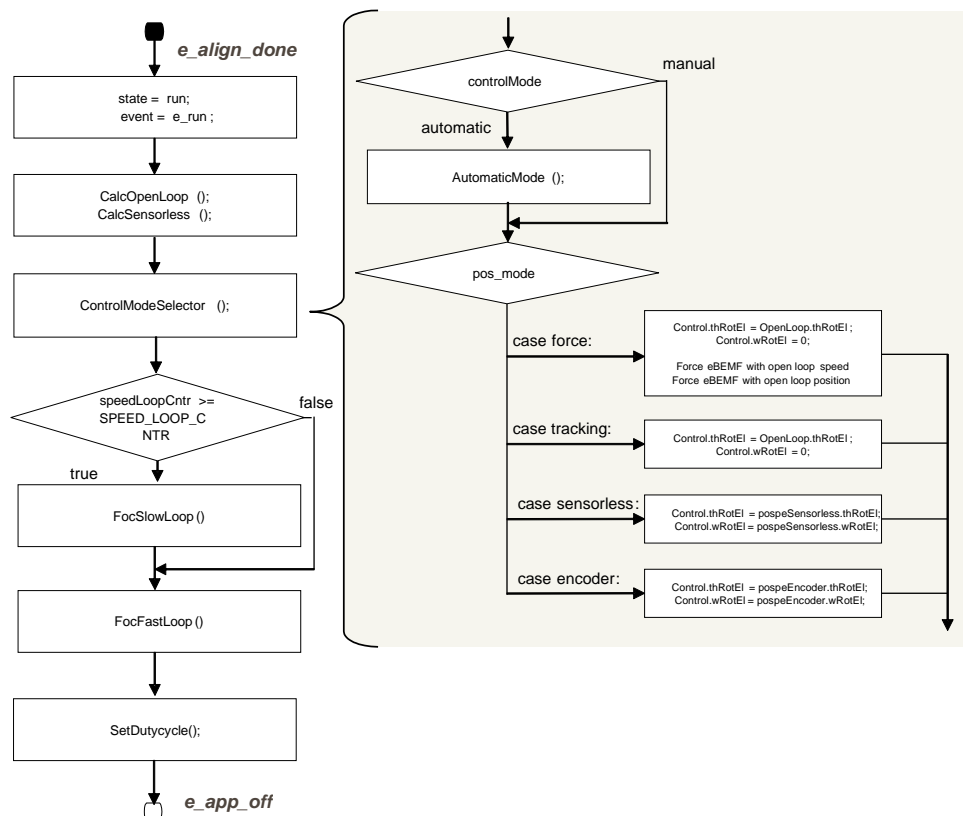 e_align_done
state = run;
event = e_run ;
CalcOpenLoop ();
CalcSensorless ();
ControlModeSelector ();
speedLoopCntr >=
SPEED_LOOP_C
NTR
false
true
FocSlowLoop()
FocFastLoop()
SetDutycycle();
e_app_off
controlMode
manual
automatic
AutomaticMode ();
pos_mode
case force:
Control.thRotEl = OpenLoop.thRotEl ;
Control.wRotEl = 0;
Force eBEMF with open loop speed
Force eBEMF with open loop position
case tracking:
Control.thRotEl = OpenLoop.thRotEl ;
Control.wRotEl = 0;
case sensorless:
Control.thRotEl = pospeSensorless.thRotEl;
Control.wRotEl = pospeSensorless.wRotEl;
case encoder:
Control.thRotEl = pospeEncoder.thRotEl;
Control.wRotEl = pospeEncoder.wRotEl;